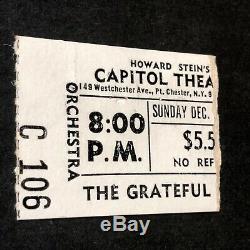 HOWARD STEIN'S
CAPITOL THEA
149 Westchester Ave., Pt. Chester, N.Y. 9
ORCHESTRA
C 106
8:00
P.M.
SUNDAY DEC.
$5.5
NO REF
THE GRATEFUL